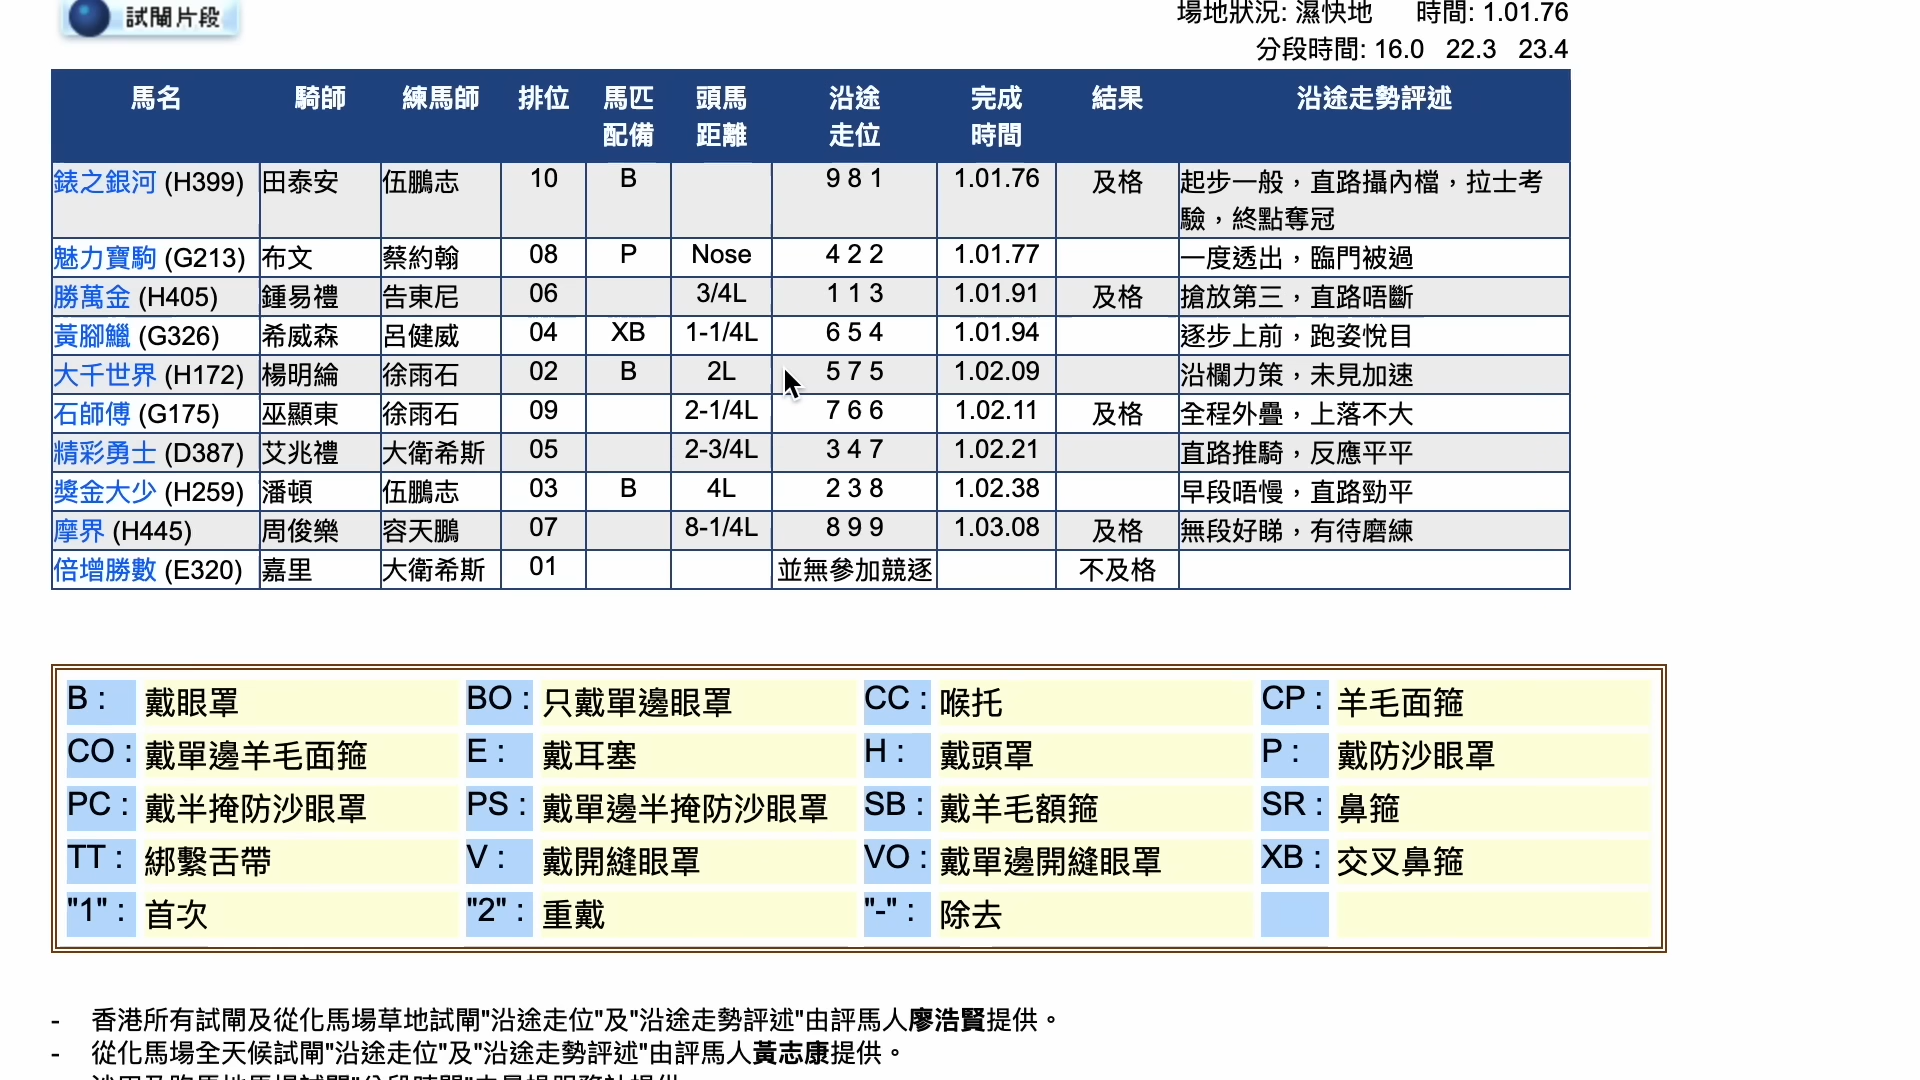 試閘片段
場地狀況: 濕快地 時間: 1.01.76
分段時間: 16.0 22.3 23.4
馬名 騎師 練馬師 排位 馬匹配備 頭馬距離 沿途走位 完成時間 結果 沿途走勢評述
錶之銀河 (H399) 田泰安 伍鵬志 10 B 9 8 1 1.01.76 及格 起步一般，直路攝內檔，拉士考
驗，終點奪冠
魅力寶駒 (G213) 布文 蔡約翰 08 P Nose 4 2 2 1.01.77 一度透出，臨門被過
勝萬金 (H405) 鍾易禮 告東尼 06 3/4L 1 1 3 1.01.91 及格 搶放第三，直路唔斷
黃腳鱲 (G326) 希威森 呂健威 04 XB 1-1/4L 6 5 4 1.01.94 逐步上前，跑姿悅目
大千世界 (H172) 楊明綸 徐雨石 02 B 2L 5 7 5 1.02.09 沿欄力策，未見加速
石師傅 (G175) 巫顯東 徐雨石 09 2-1/4L 7 6 6 1.02.11 及格 全程外疊，上落不大
精彩勇士 (D387) 艾兆禮 大衛希斯 05 2-3/4L 3 4 7 1.02.21 直路推騎，反應平平
獎金大少 (H259) 潘頓 伍鵬志 03 B 4L 2 3 8 1.02.38 早段唔慢，直路勁平
摩界 (H445) 周俊樂 容天鵬 07 8-1/4L 8 9 9 1.03.08 及格 無段好睇，有待磨練
倍增勝數 (E320) 嘉里 大衛希斯 01 並無參加競逐 不及格
B : 戴眼罩 BO : 只戴單邊眼罩 CC : 喉托 CP : 羊毛面箍
CO : 戴單邊羊毛面箍 E : 戴耳塞 H : 戴頭罩 P : 戴防沙眼罩
PC : 戴半掩防沙眼罩 PS : 戴單邊半掩防沙眼罩 SB : 戴羊毛額箍 SR : 鼻箍
TT : 綁繫舌帶 V : 戴開縫眼罩 VO : 戴單邊開縫眼罩 XB : 交叉鼻箍
"1" : 首次 "2" : 重戴 "-" : 除去
- 香港所有試閘及從化馬場草地試閘"沿途走位"及"沿途走勢評述"由評馬人廖浩賢提供。
- 從化馬場全天候試閘"沿途走位"及"沿途走勢評述"由評馬人黃志康提供。